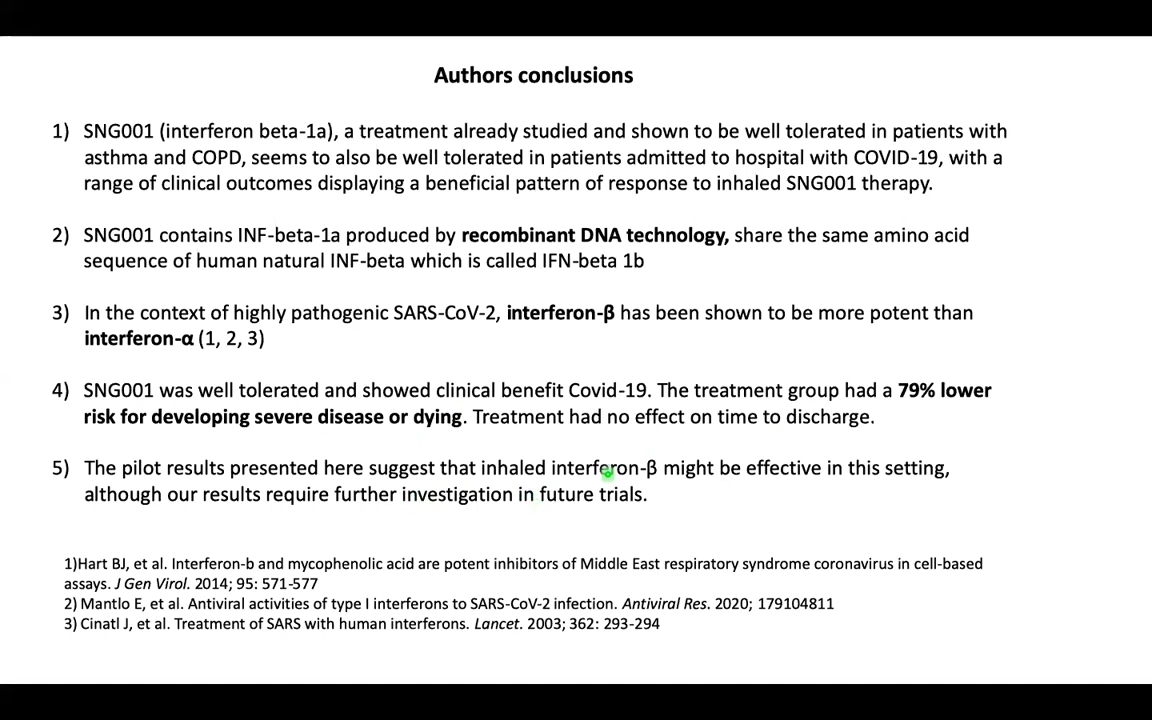 Authors conclusions
1) SNG001 (interferon beta-1a), a treatment already studied and shown to be well tolerated in patients with
asthma and COPD, seems to also be well tolerated in patients admitted to hospital with COVID-19, with a
range of clinical outcomes displaying a beneficial pattern of response to inhaled SNG001 therapy.
2) SNG001 contains INF-beta-1a produced by recombinant DNA technology, share the same amino acid
sequence of human natural INF-beta which is called IFN-beta 1b
3) In the context of highly pathogenic SARS-CoV-2, interferon-β has been shown to be more potent than
interferon-α (1, 2, 3)
4) SNG001 was well tolerated and showed clinical benefit Covid-19. The treatment group had a 79% lower
risk for developing severe disease or dying. Treatment had no effect on time to discharge.
5) The pilot results presented here suggest that inhaled interferon-β might be effective in this setting,
although our results require further investigation in future trials.
1)Hart BJ, et al. Interferon-b and mycophenolic acid are potent inhibitors of Middle East respiratory syndrome coronavirus in cell-based
assays. J Gen Virol. 2014; 95: 571-577
2) Mantlo E, et al. Antiviral activities of type I interferons to SARS-CoV-2 infection. Antiviral Res. 2020; 179104811
3) Cinatl J, et al. Treatment of SARS with human interferons. Lancet. 2003; 362: 293-294